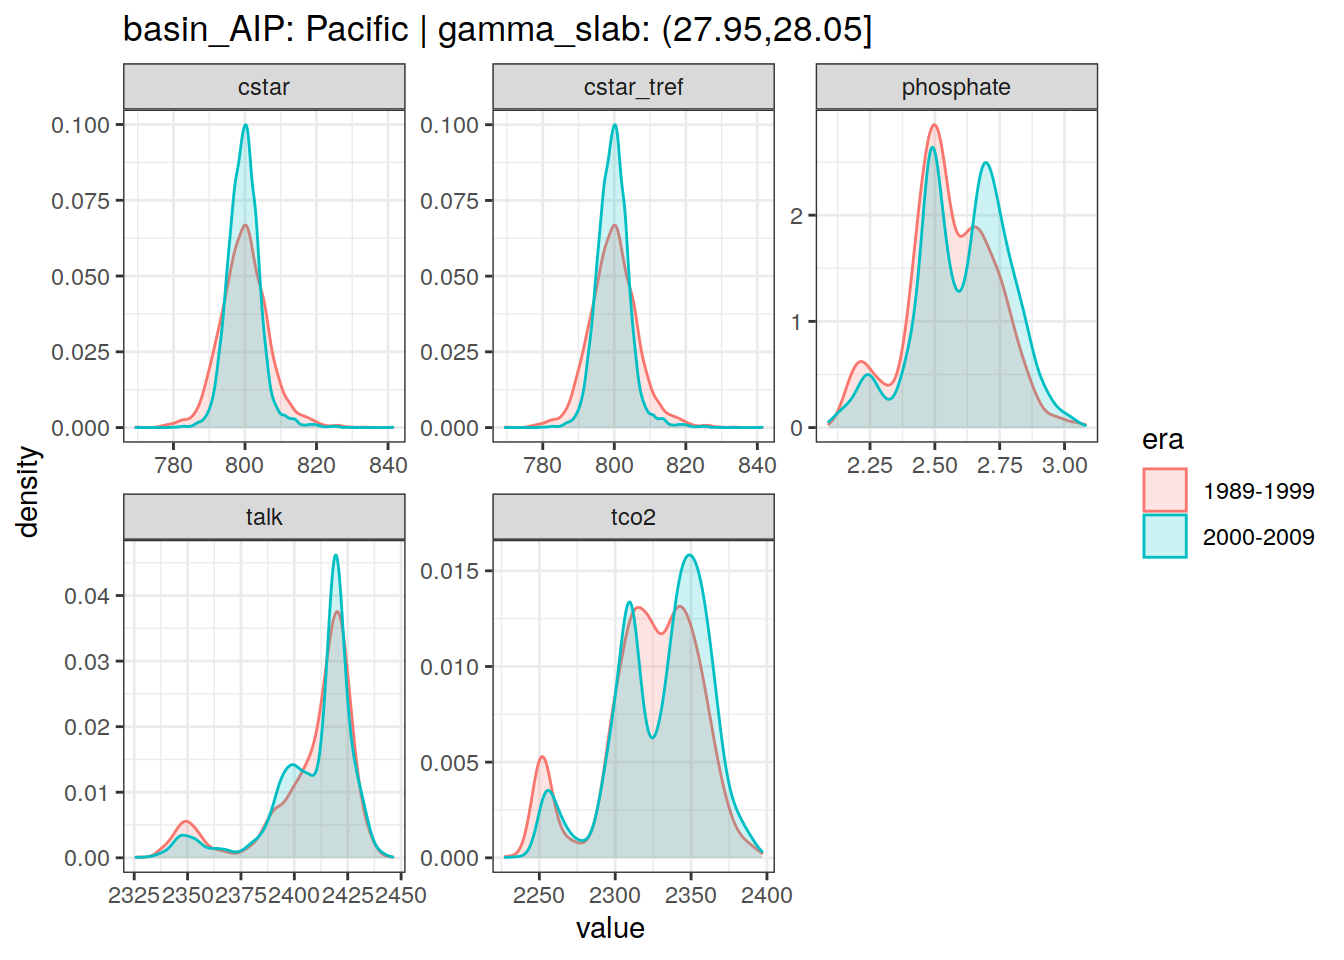 basin_AIP: Pacific | gamma_slab: (27.95,28.05]
cstar
cstar_tref
phosphate
0.100
0.075
0.050
0.025
0.000
780 800 820 840
0.100
0.075
0.050
0.025
0.000
780 800 820 840
2
1
0
2.25 2.50 2.75 3.00
density
talk
tco2
0.04
0.03
0.02
0.01
0.00
2325 2350 2375 2400 2425 2450
0.015
0.010
0.005
0.000
2250 2300 2350 2400
value
era
1989-1999
2000-2009